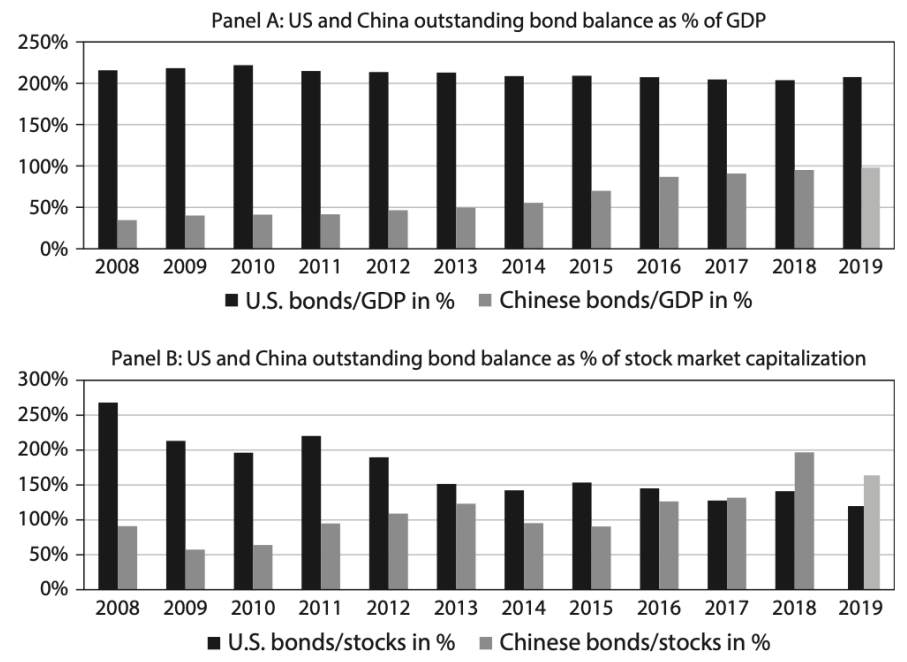 Panel A: US and China outstanding bond balance as % of GDP
250%
200%
150%
100%
50%
0%
2008 2009 2010 2011 2012 2013 2014 2015 2016 2017 2018 2019
U.S. bonds/GDP in % Chinese bonds/GDP in %
Panel B: US and China outstanding bond balance as % of stock market capitalization
300%
250%
200%
150%
100%
50%
0%
2008 2009 2010 2011 2012 2013 2014 2015 2016 2017 2018 2019
U.S. bonds/stocks in % Chinese bonds/stocks in %